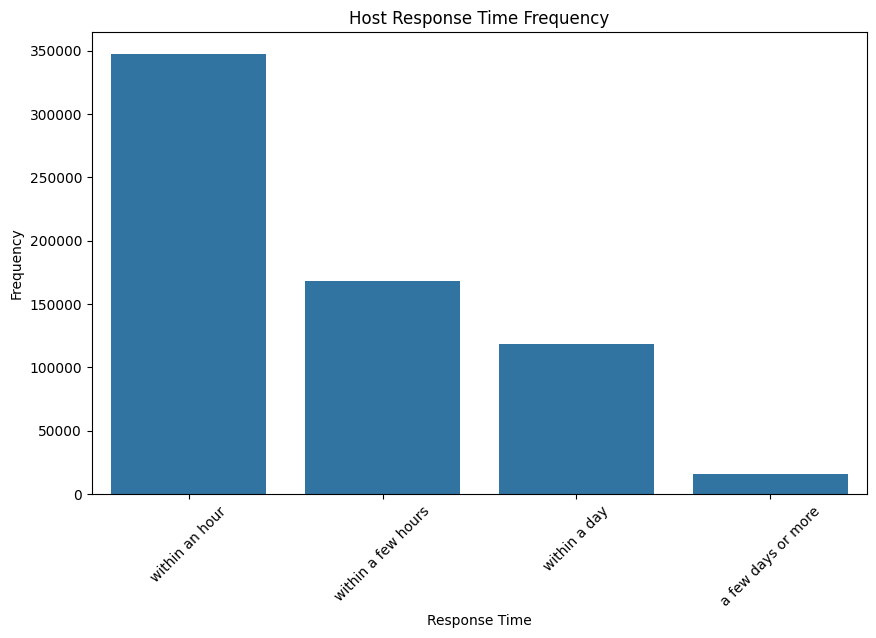 Host Response Time Frequency
Frequency
350000
300000
250000
200000
150000
100000
50000
0
within an hour
within a few hours
within a day
a few days or more
Response Time